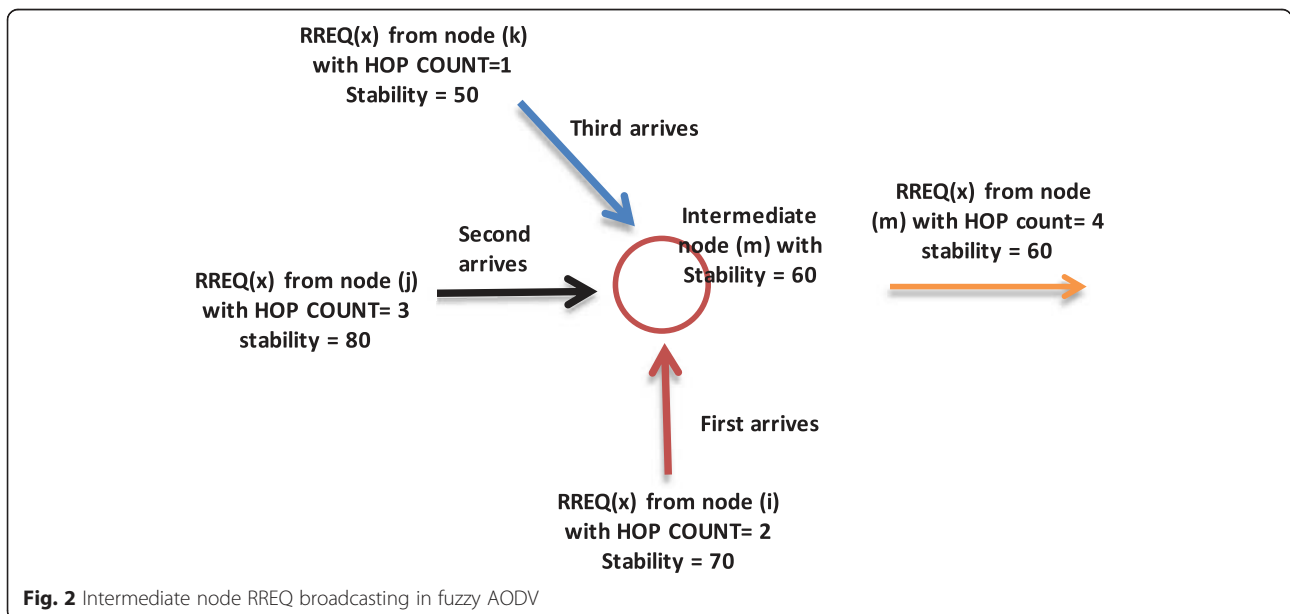 RREQ(x) from node (k)
with HOP COUNT=1
Stability = 50
Third arrives
Second
arrives
RREQ(x) from node (j)
with HOP COUNT= 3
stability = 80
Intermediate
node (m) with
Stability = 60
RREQ(x) from node
(m) with HOP count= 4
stability = 60
First arrives
RREQ(x) from node (i)
with HOP COUNT= 2
Stability = 70
Fig. 2 Intermediate node RREQ broadcasting in fuzzy AODV